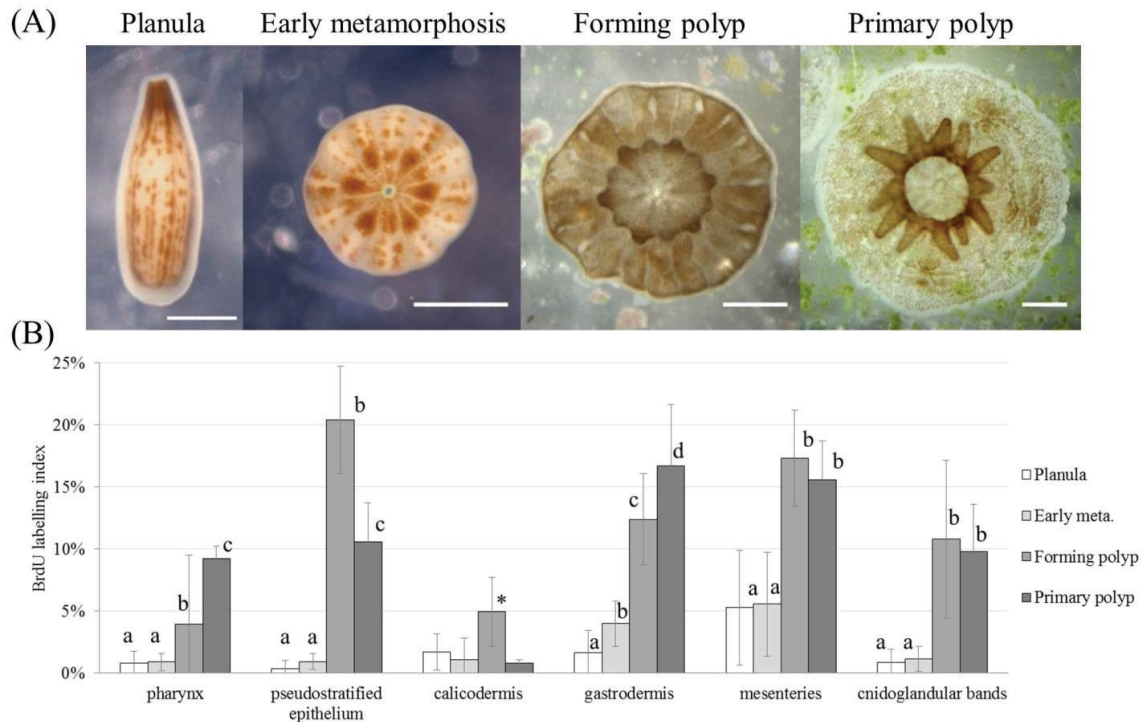 (A) Planula Early metamorphosis Forming polyp Primary polyp
(B)
25%
20%
15%
10%
5%
0%
BrdU labelling index
a a b c
a a b c
*
a b c d
a a b b
a a b b
pharynx
pseudostratified
epithelium
calicodermis
gastrodermis
mesenteries
cnidoglandular bands
Planula
Early meta.
Forming polyp
Primary polyp